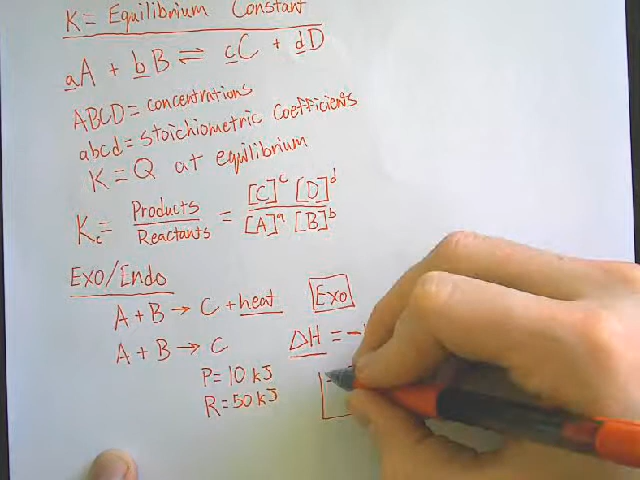 K = Equilibrium Constant
aA + bB ⇌ cC + dD
ABCD = concentrations
abcd = stoichiometric coefficients
K = Q at equilibrium
Kc = Products / Reactants = [C]^c [D]^d / [A]^a [B]^b
Exo/Endo
A + B → C + heat Exo
A + B → C ΔH = -
P = 10 kJ
R = 50 kJ